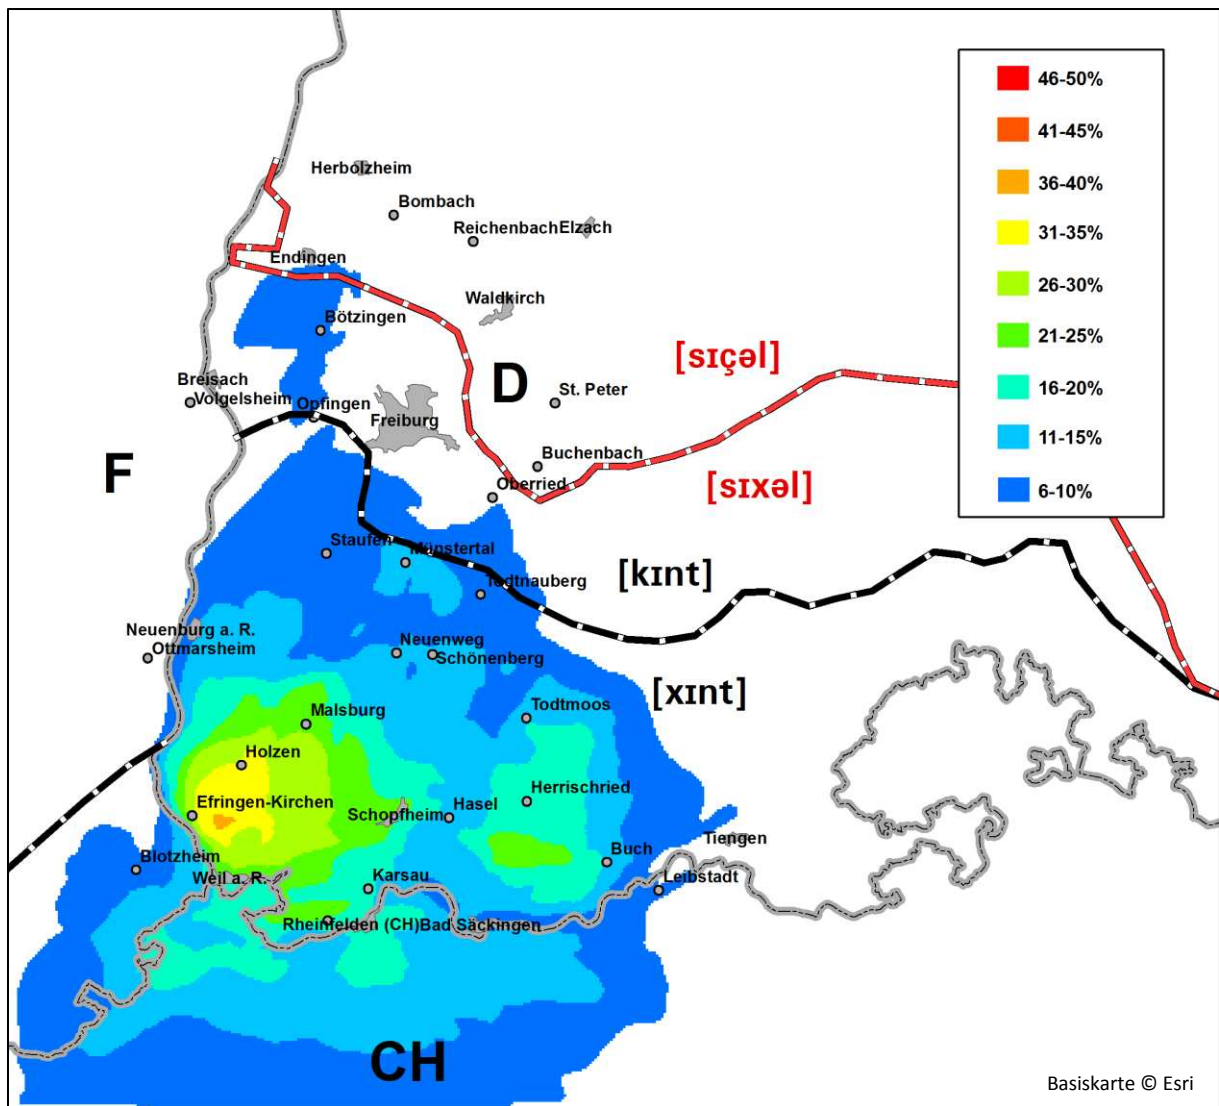 46-50%
41-45%
36-40%
31-35%
26-30%
21-25%
16-20%
11-15%
6-10%
Herbolzheim
Bombach
Reichenbach
Elzach
Endingen
Waldkirch
Bötzingen
[sɪçəl]
D
Breisach
Volgelsheim
St. Peter
Opfingen
Freiburg
F
Buchenbach
Oberried
[sɪxəl]
Staufen
Münstertal
[kɪnt]
Todtnauberg
Neuenburg a. R.
Ottmarsheim
Neuenweg
Schönenberg
[xɪnt]
Malsburg
Todtmoos
Holzen
Efringen-Kirchen
Schopfheim
Hasel
Herrischried
Tiengen
Blotzheim
Weil a. R.
Karsau
Buch
Leibstadt
Rheinfelden (CH)
Bad Säckingen
CH
Basiskarte © Esri